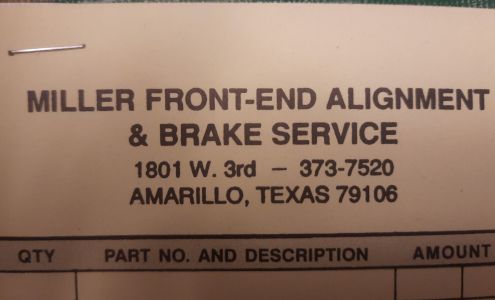 MILLER FRONT-END ALIGNMENT
& BRAKE SERVICE
1801 W. 3rd – 373-7520
AMARILLO, TEXAS 79106
QTY PART NO. AND DESCRIPTION AMOUNT